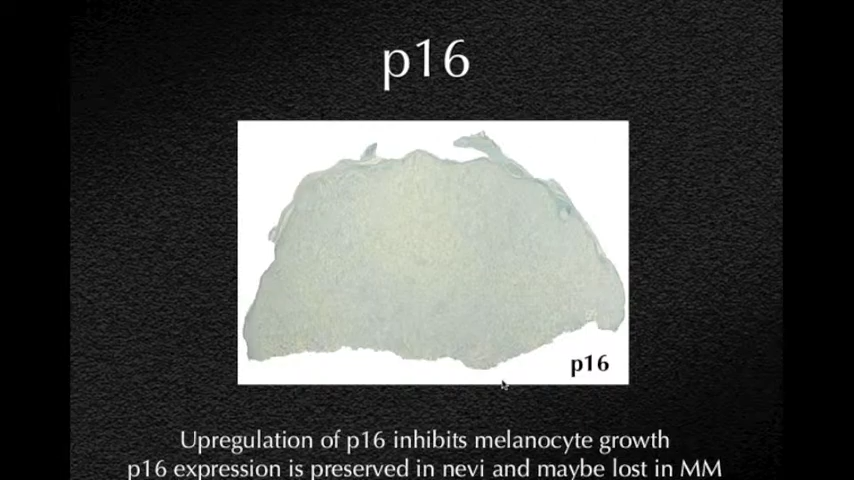 p16
p16
Upregulation of p16 inhibits melanocyte growth
p16 expression is preserved in nevi and maybe lost in MM